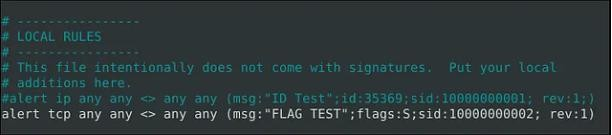 # ----------------
# LOCAL RULES
# ----------------
# This file intentionally does not come with signatures.  Put your local
# additions here.
#alert ip any any <> any any (msg:"ID Test";id:35369;sid:10000000001; rev:1;)
alert tcp any any <> any any (msg:"FLAG TEST";flags:S;sid:10000000002; rev:1)